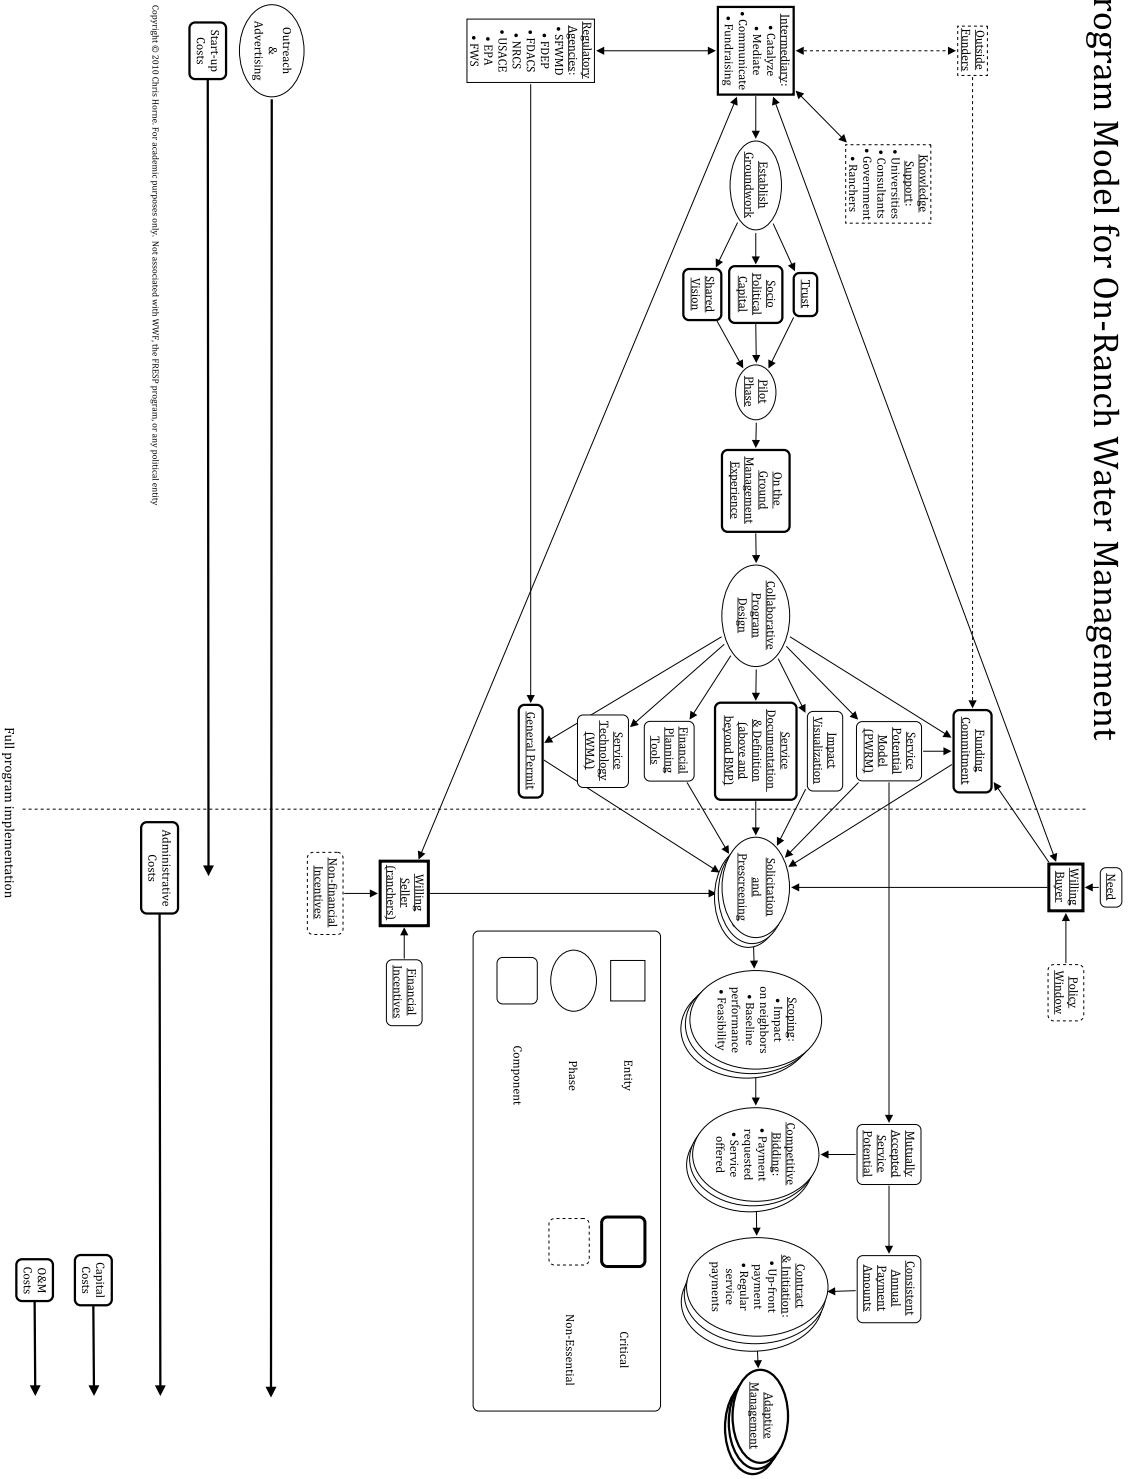 rogram Model for On-Ranch Water Management
Need
Policy
Window
Willing
Buyer
Outside
Funders
Funding
Commitment
Knowledge
Support:
• Universities
• Consultants
• Government
• Ranchers
Service
Potential
Model
(PWRM)
Mutually
Accepted
Service
Potential
Consistent
Annual
Payment
Amounts
Intermediary:
• Catalyze
• Mediate
• Communicate
• Fundraising
Establish
Groundwork
Trust
Socio
Political
Capital
Shared
Vision
Pilot
Phase
On the
Ground
Management
Experience
Collaborative
Program
Design
Impact
Visualization
Service
Documentation
& Definition
(above and
beyond BMP)
Financial
Planning
Tools
Service
Technology
(WMA)
General Permit
Solicitation
and
Prescreening
Scoping:
• Impact
on neighbors
• Baseline
performance
• Feasibility
Competitive
Bidding:
• Payment
requested
• Service
offered
Contract
& Initiation:
• Up-front
payment
• Regular
service
payments
Adaptive
Management
Regulatory
Agencies:
• SFWMD
• FDEP
• FDACS
• NRCS
• USACE
• EPA
• FWS
Entity
Phase
Component
Critical
Non-Essential
Willing
Seller
(ranchers)
Financial
Incentives
Non-financial
Incentives
Outreach
&
Advertising
Start-up
Costs
Administrative
Costs
Capital
Costs
O&M
Costs
Copyright © 2010 Chris Horne. For academic purposes only. Not associated with WWF, the FRESP program, or any political entity
Full program implementation